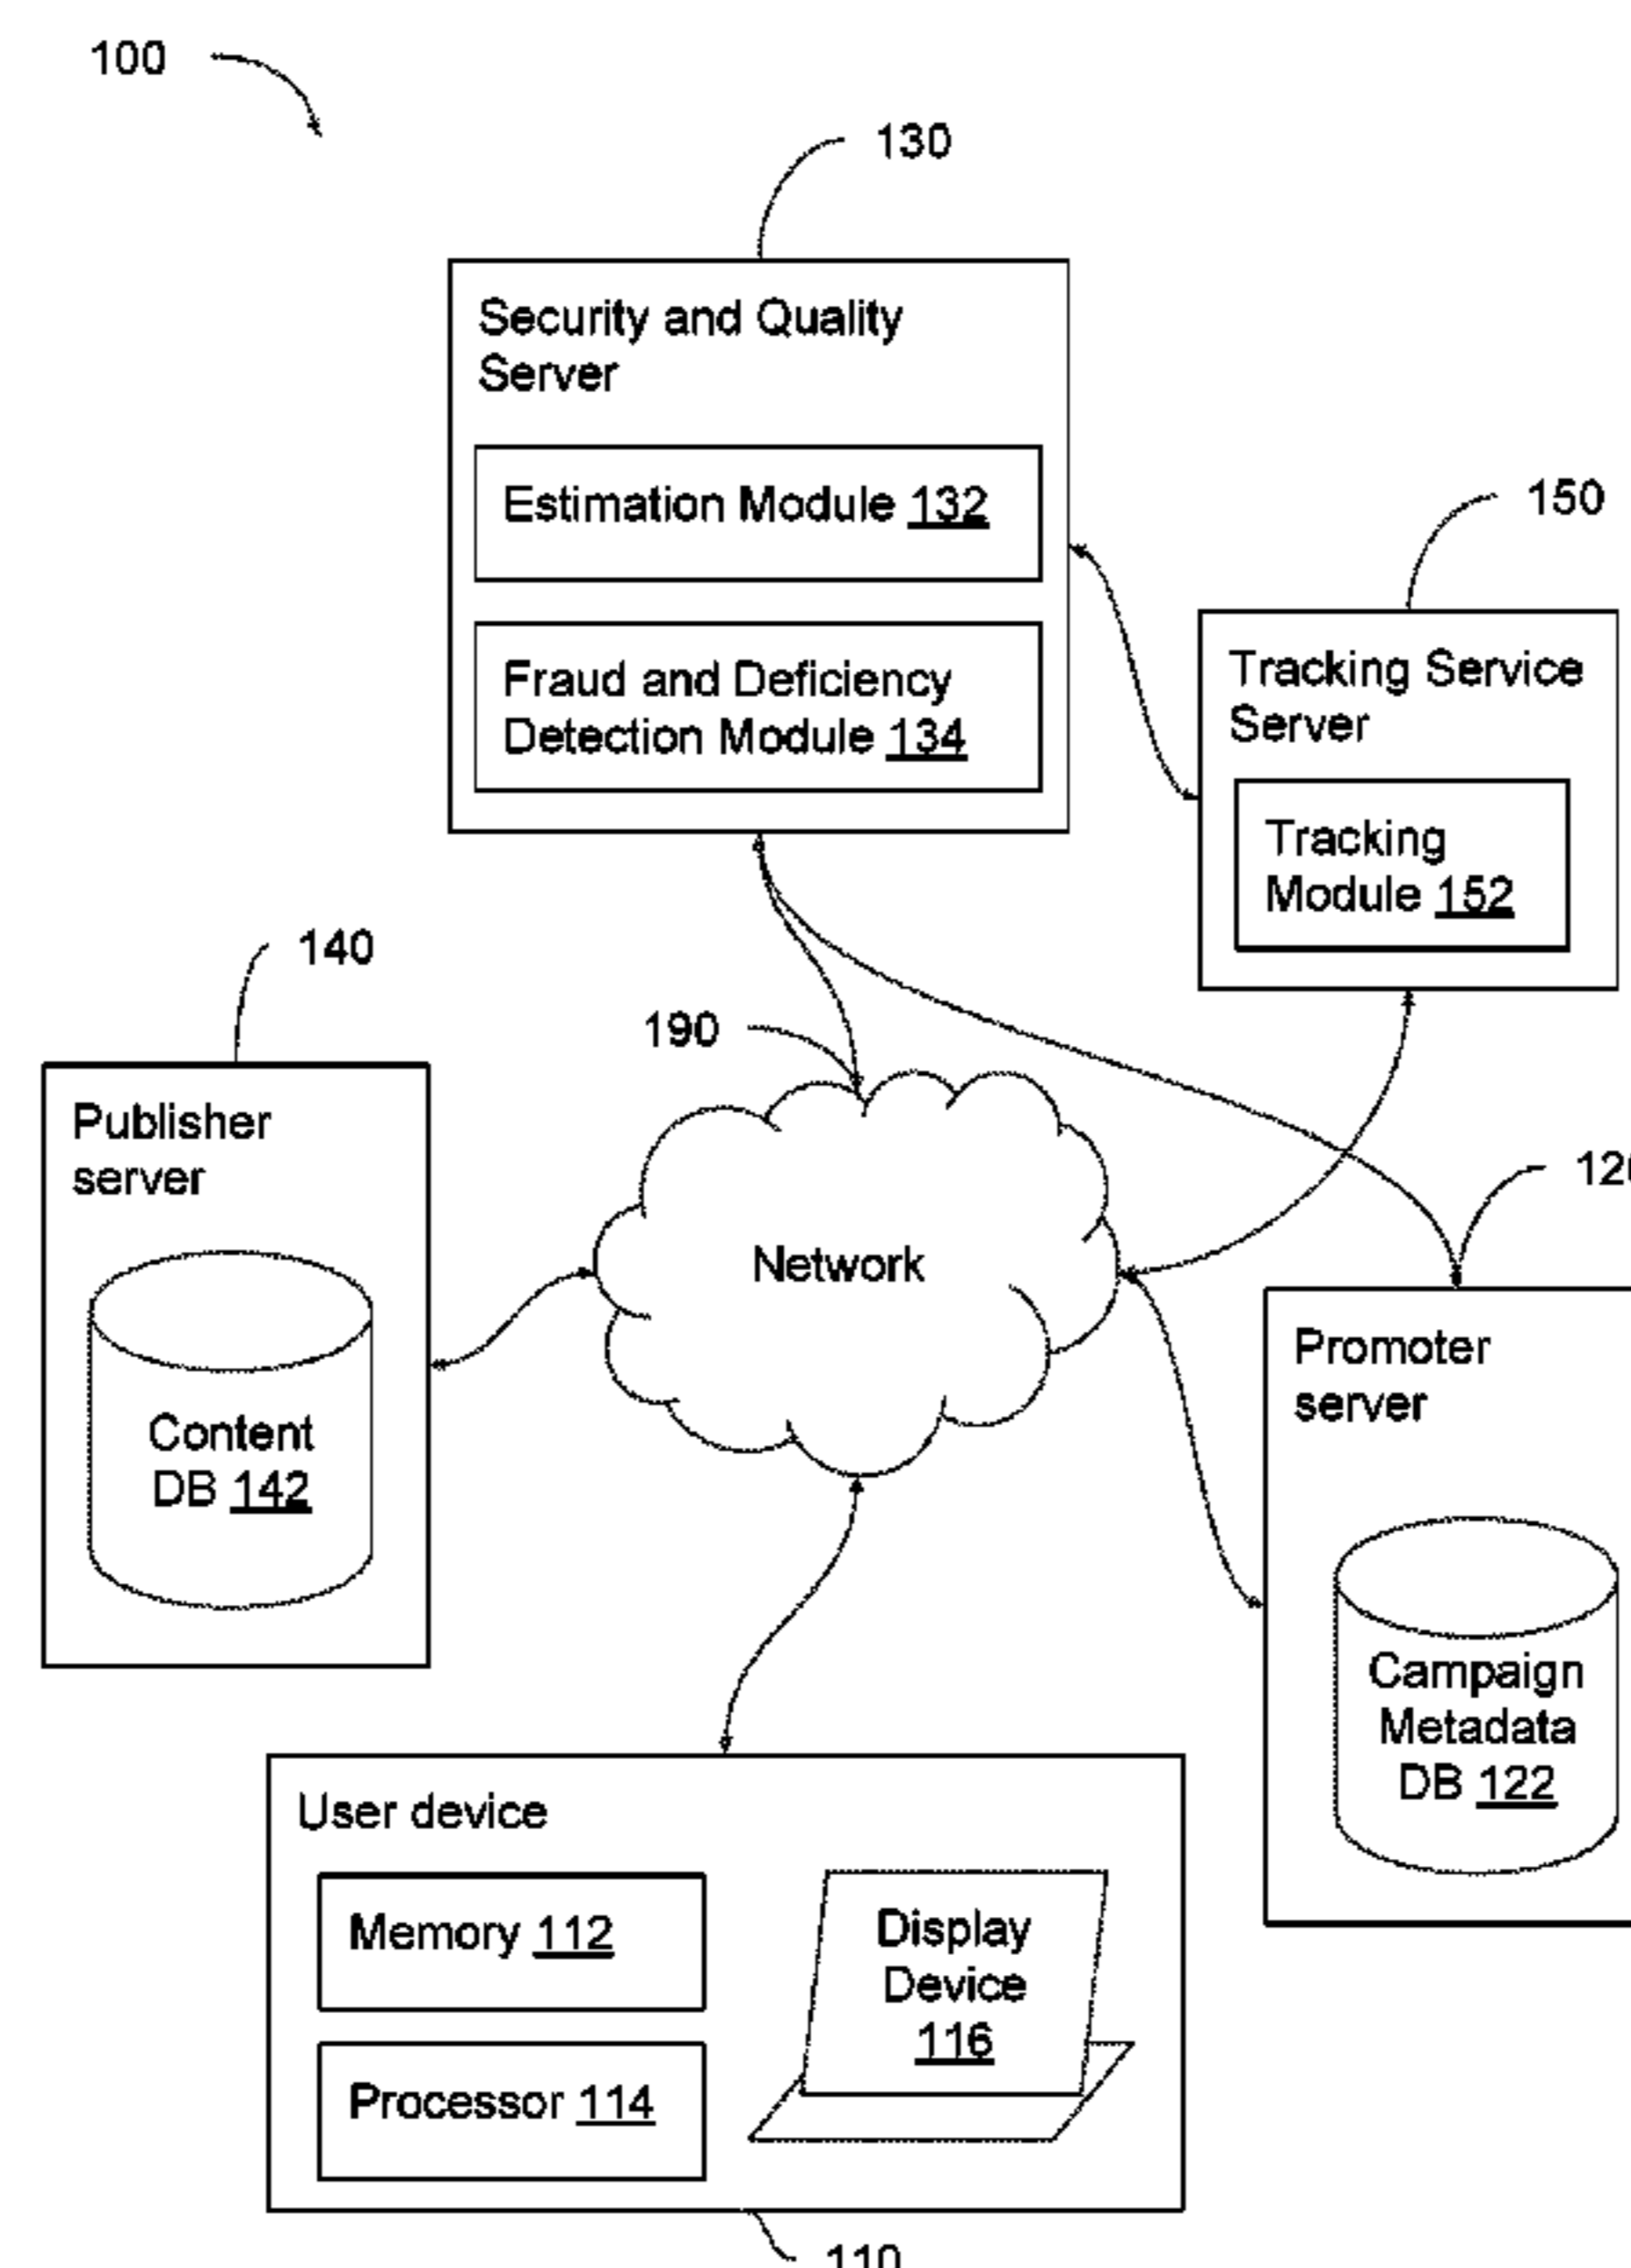 100
130
Security and Quality
Server
Estimation Module 132
Fraud and Deficiency
Detection Module 134
150
Tracking Service
Server
Tracking
Module 152
140
Publisher
server
Content
DB 142
190
Network
120
Promoter
server
Campaign
Metadata
DB 122
User device
Memory 112
Processor 114
Display
Device
116
110